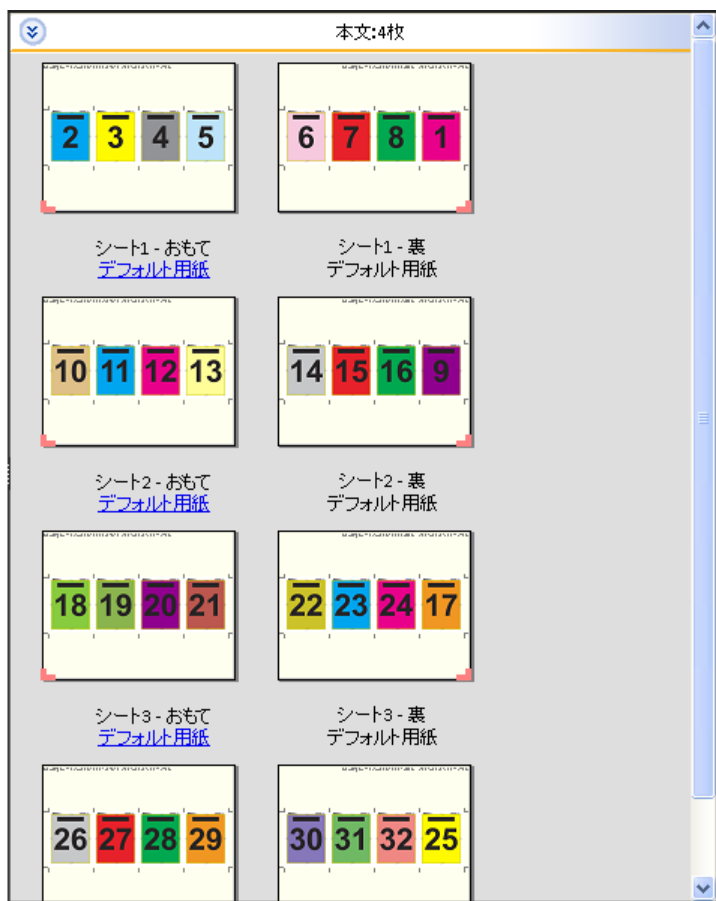 本文:4枚
2 3 4 5
6 7 8 1
シート1 - おもて
デフォルト用紙
シート1 - 裏
デフォルト用紙
10 11 12 13
14 15 16 9
シート2 - おもて
デフォルト用紙
シート2 - 裏
デフォルト用紙
18 19 20 21
22 23 24 17
シート3 - おもて
デフォルト用紙
シート3 - 裏
デフォルト用紙
26 27 28 29
30 31 32 25